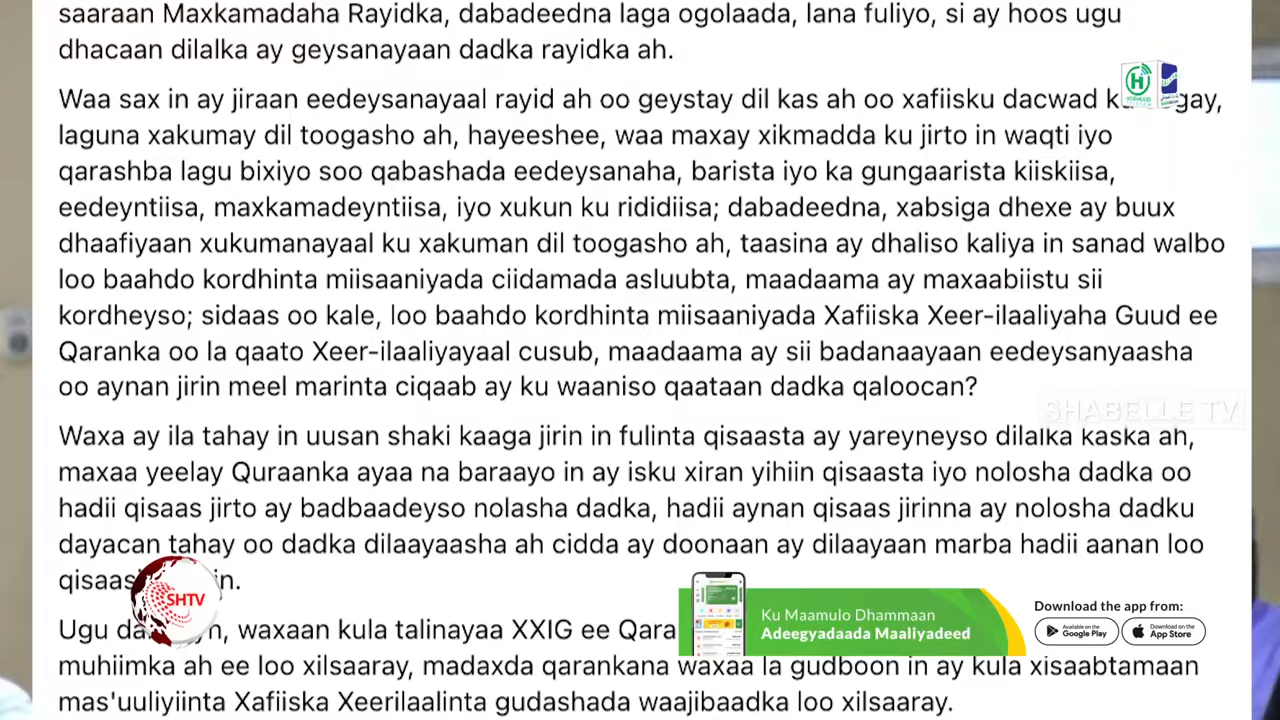 saaraan Maxkamadaha Rayidka, dabadeedna laga ogolaada, lana fuliyo, si ay hoos ugu
dhacaan dilalka ay geysanayaan dadka rayidka ah.
Waa sax in ay jiraan eedeysanayaal rayid ah oo geystay dil kas ah oo xafiisku dacwad
laguna xakumay dil toogasho ah, hayeeshee, waa maxay xikmadda ku jirto in waqti iyo
qarashba lagu bixiyo soo qabashada eedeysanaha, barista iyo ka gungaarista kiiskiisa,
eedeyntiisa, maxkamadeyntiisa, iyo xukun ku rididiisa; dabadeedna, xabsiga dhexe ay buux
dhaafiyaan xukumanayaal ku xakuman dil toogasho ah, taasina ay dhaliso kaliya in sanad walbo
loo baahdo kordhinta miisaaniyada ciidamada asluubta, maadaama ay maxaabiistu sii
kordheyso; sidaas oo kale, loo baahdo kordhinta miisaaniyada Xafiiska Xeer-ilaaliyaha Guud ee
Qaranka oo la qaato Xeer-ilaaliyayaal cusub, maadaama ay sii badanaayaan eedeysanyaasha
oo aynan jirin meel marinta ciqaab ay ku waaniso qaataan dadka qaloocan?
SHABELLE TV
Waxa ay ila tahay in uusan shaki kaaga jirin in fulinta qisaasta ay yareyneyso dilalka kaska ah,
maxaa yeelay Quraanka ayaa na baraayo in ay isku xiran yihiin qisaasta iyo nolosha dadka oo
hadii qisaas jirto ay badbaadeyso nolasha dadka, hadii aynan qisaas jirinna ay nolosha dadku
dayacan tahay oo dadka dilaayaasha ah cidda ay doonaan ay dilaayaan marba hadii aanan loo
SHTV
Ku Maamulo Dhammaan
Adeegyadaada Maaliyadeed
Download the app from:
Available on the Google Play
Download on the App Store
Ugu waxaan kula talinayaa XXIG ee
muhiimka ah ee loo xilsaaray, madaxda qarankana waxaa la gudboon in ay kula xisaabtamaan
mas'uuliyiinta Xafiiska Xeerilaalinta gudashada waajibaadka loo xilsaaray.